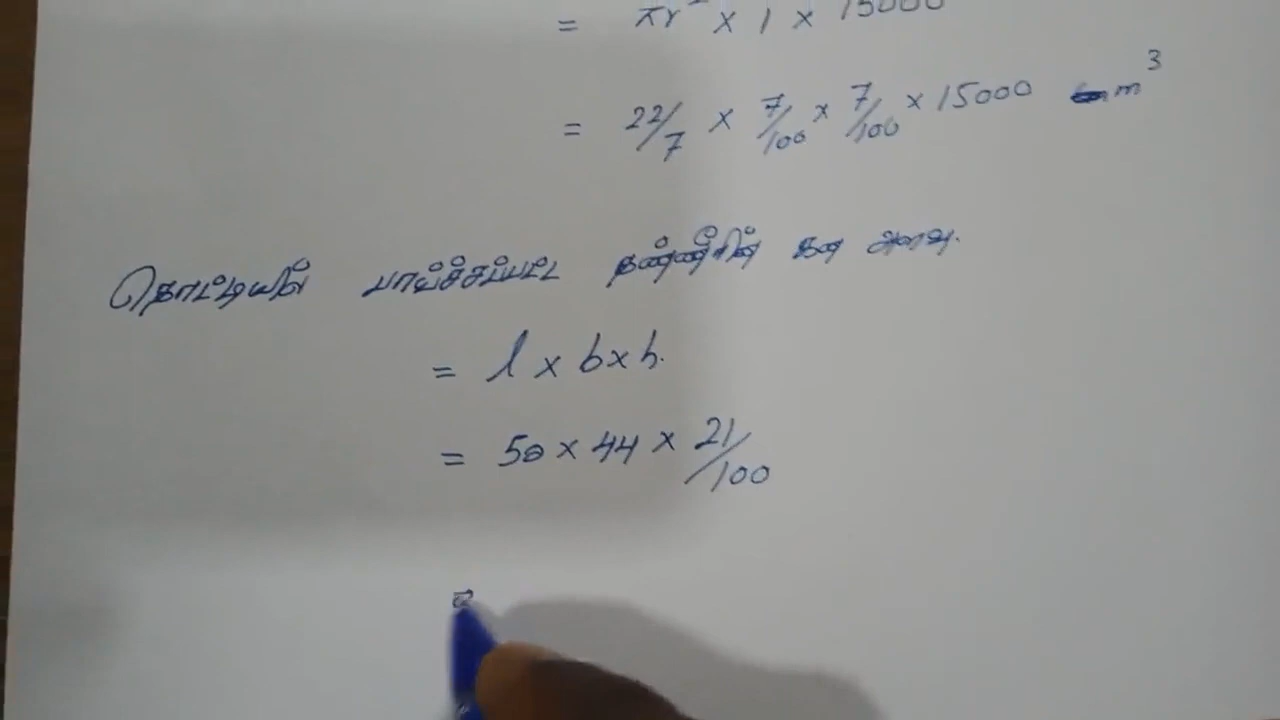 = πr² × 1 × 15000
= 22/7 × 7/100 × 7/100 × 15000 m³
தொட்டியில் பாய்ச்சப்பட்ட தண்ணீரின் கன அளவு.
= l × b × h.
= 50 × 44 × 21/100